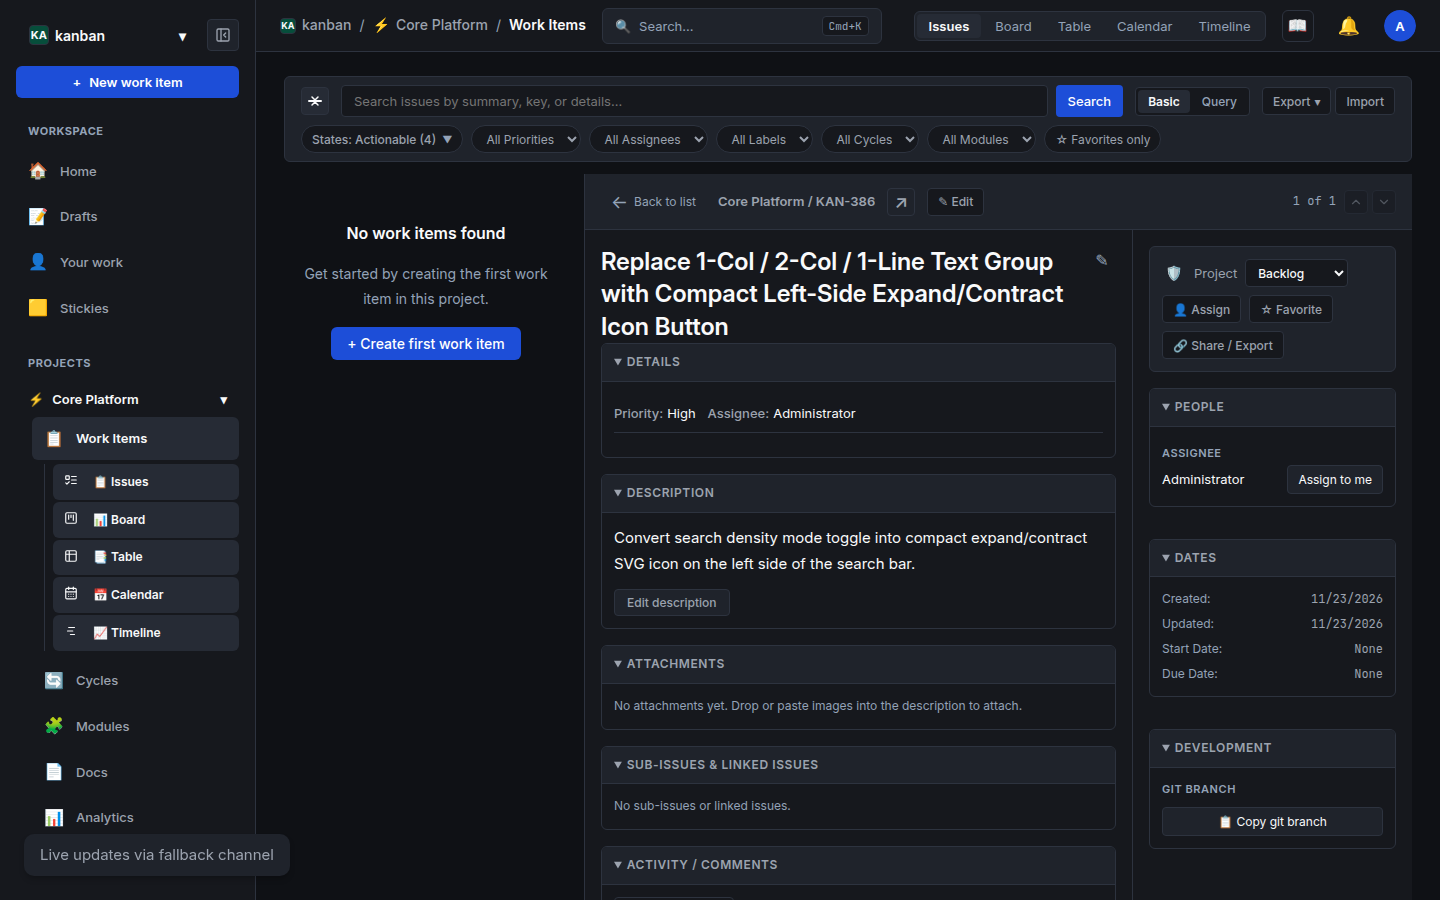 KA kanban ▼
+ New work item
WORKSPACE
🏠 Home
📝 Drafts
👤 Your work
🟨 Stickies
PROJECTS
⚡ Core Platform ▼
📋 Work Items
📋 Issues
📊 Board
📑 Table
📅 Calendar
📈 Timeline
🔄 Cycles
🧩 Modules
📄 Docs
📊 Analytics
Live updates via fallback channel
KA kanban / ⚡ Core Platform / Work Items
🔍 Search... Cmd+K
Issues Board Table Calendar Timeline
A
Search issues by summary, key, or details...
Search
Basic Query
Export ▾
Import
States: Actionable (4) ▼
All Priorities
All Assignees
All Labels
All Cycles
All Modules
☆ Favorites only
No work items found
Get started by creating the first work
item in this project.
+ Create first work item
← Back to list
Core Platform / KAN-386
✎ Edit
1 of 1
Replace 1-Col / 2-Col / 1-Line Text Group
with Compact Left-Side Expand/Contract
Icon Button
▼ DETAILS
Priority: High Assignee: Administrator
▼ DESCRIPTION
Convert search density mode toggle into compact expand/contract
SVG icon on the left side of the search bar.
Edit description
▼ ATTACHMENTS
No attachments yet. Drop or paste images into the description to attach.
▼ SUB-ISSUES & LINKED ISSUES
No sub-issues or linked issues.
▼ ACTIVITY / COMMENTS
Project Backlog
👤 Assign
☆ Favorite
🔗 Share / Export
▼ PEOPLE
ASSIGNEE
Administrator
Assign to me
▼ DATES
Created: 11/23/2026
Updated: 11/23/2026
Start Date: None
Due Date: None
▼ DEVELOPMENT
GIT BRANCH
📋 Copy git branch